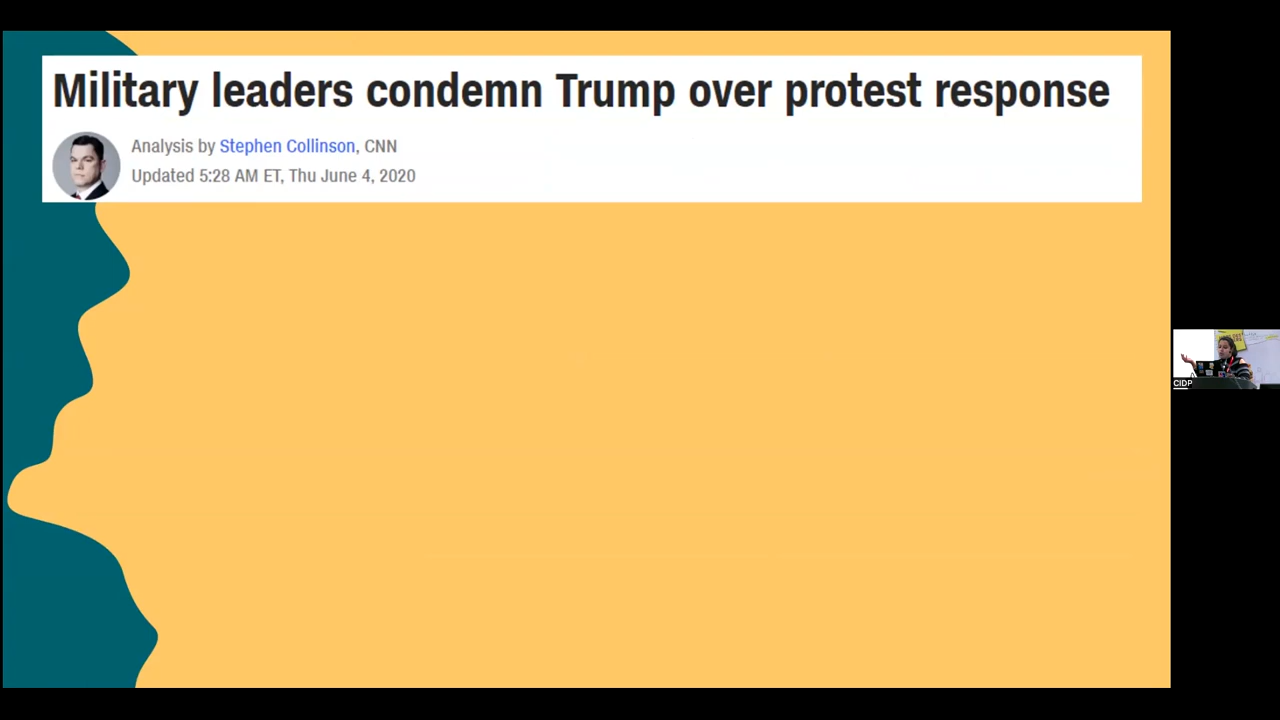 Military leaders condemn Trump over protest response
Analysis by Stephen Collinson, CNN
Updated 5:28 AM ET, Thu June 4, 2020
CIDP